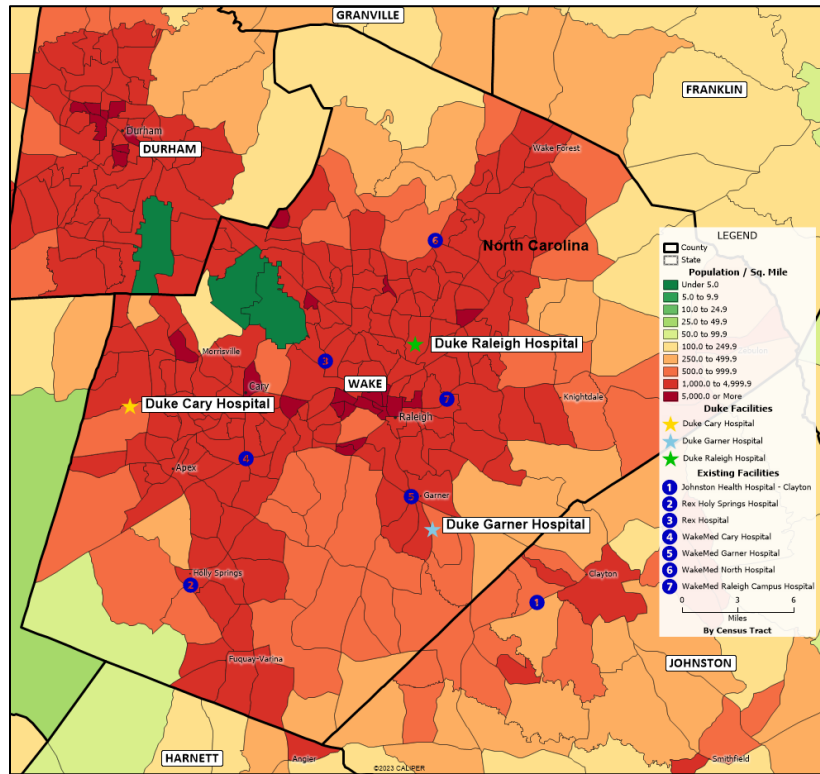 GRANVILLE
FRANKLIN
Durham
DURHAM
Wake Forest
6
North Carolina
Duke Raleigh Hospital
Morrisville
3
WAKE
Cary
Duke Cary Hospital
7
Knightdale
Raleigh
4
Apex
5
Garner
Duke Garner Hospital
Holly Springs
2
Clayton
1
Fuquay-Varina
JOHNSTON
HARNETT
Angier
Smithfield
©2023 CALIPER
LEGEND
County
State
Population / Sq. Mile
Under 5.0
5.0 to 9.9
10.0 to 24.9
25.0 to 49.9
50.0 to 99.9
100.0 to 249.9
250.0 to 499.9
500.0 to 999.9
1,000.0 to 4,999.9
5,000.0 or More
Duke Facilities
Duke Cary Hospital
Duke Garner Hospital
Duke Raleigh Hospital
Existing Facilities
1 Johnston Health Hospital - Clayton
2 Rex Holy Springs Hospital
3 Rex Hospital
4 WakeMed Cary Hospital
5 WakeMed Garner Hospital
6 WakeMed North Hospital
7 WakeMed Raleigh Campus Hospital
0 3 6
Miles
By Census Tract